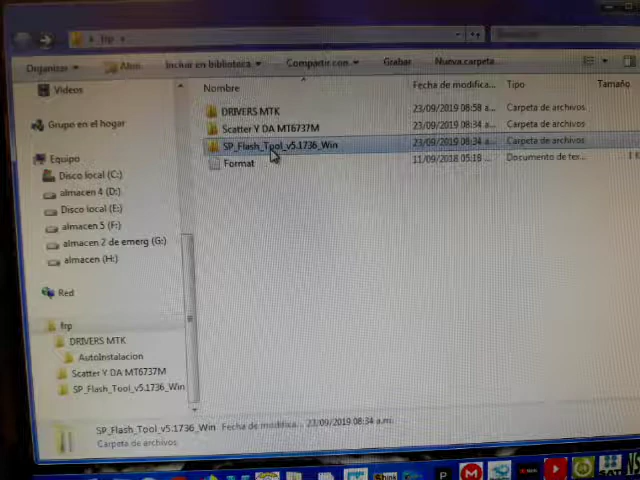 frp
Organizar
Abrir
Incluir en biblioteca
Compartir con
Grabar
Nueva carpeta
Nombre
Fecha de modifica...
Tipo
Tamaño
DRIVERS MTK
23/09/2019 08:58 a...
Carpeta de archivos
Scatter Y DA MT6737M
23/09/2019 08:34 a...
Carpeta de archivos
SP_Flash_Tool_v5.1736_Win
23/09/2019 08:34 a...
Carpeta de archivos
Format
11/09/2018 05:18 ...
Documento de tex...
Videos
Grupo en el hogar
Equipo
Disco local (C:)
almacen 4 (D:)
Disco local (E:)
almacen 5 (F:)
almacen 2 de emerg (G:)
almacen (H:)
Red
frp
DRIVERS MTK
AutoInstalacion
Scatter Y DA MT6737M
SP_Flash_Tool_v5.1736_Win
SP_Flash_Tool_v5.1736_Win
Fecha de modifica... 23/09/2019 08:34 a.m.
Carpeta de archivos